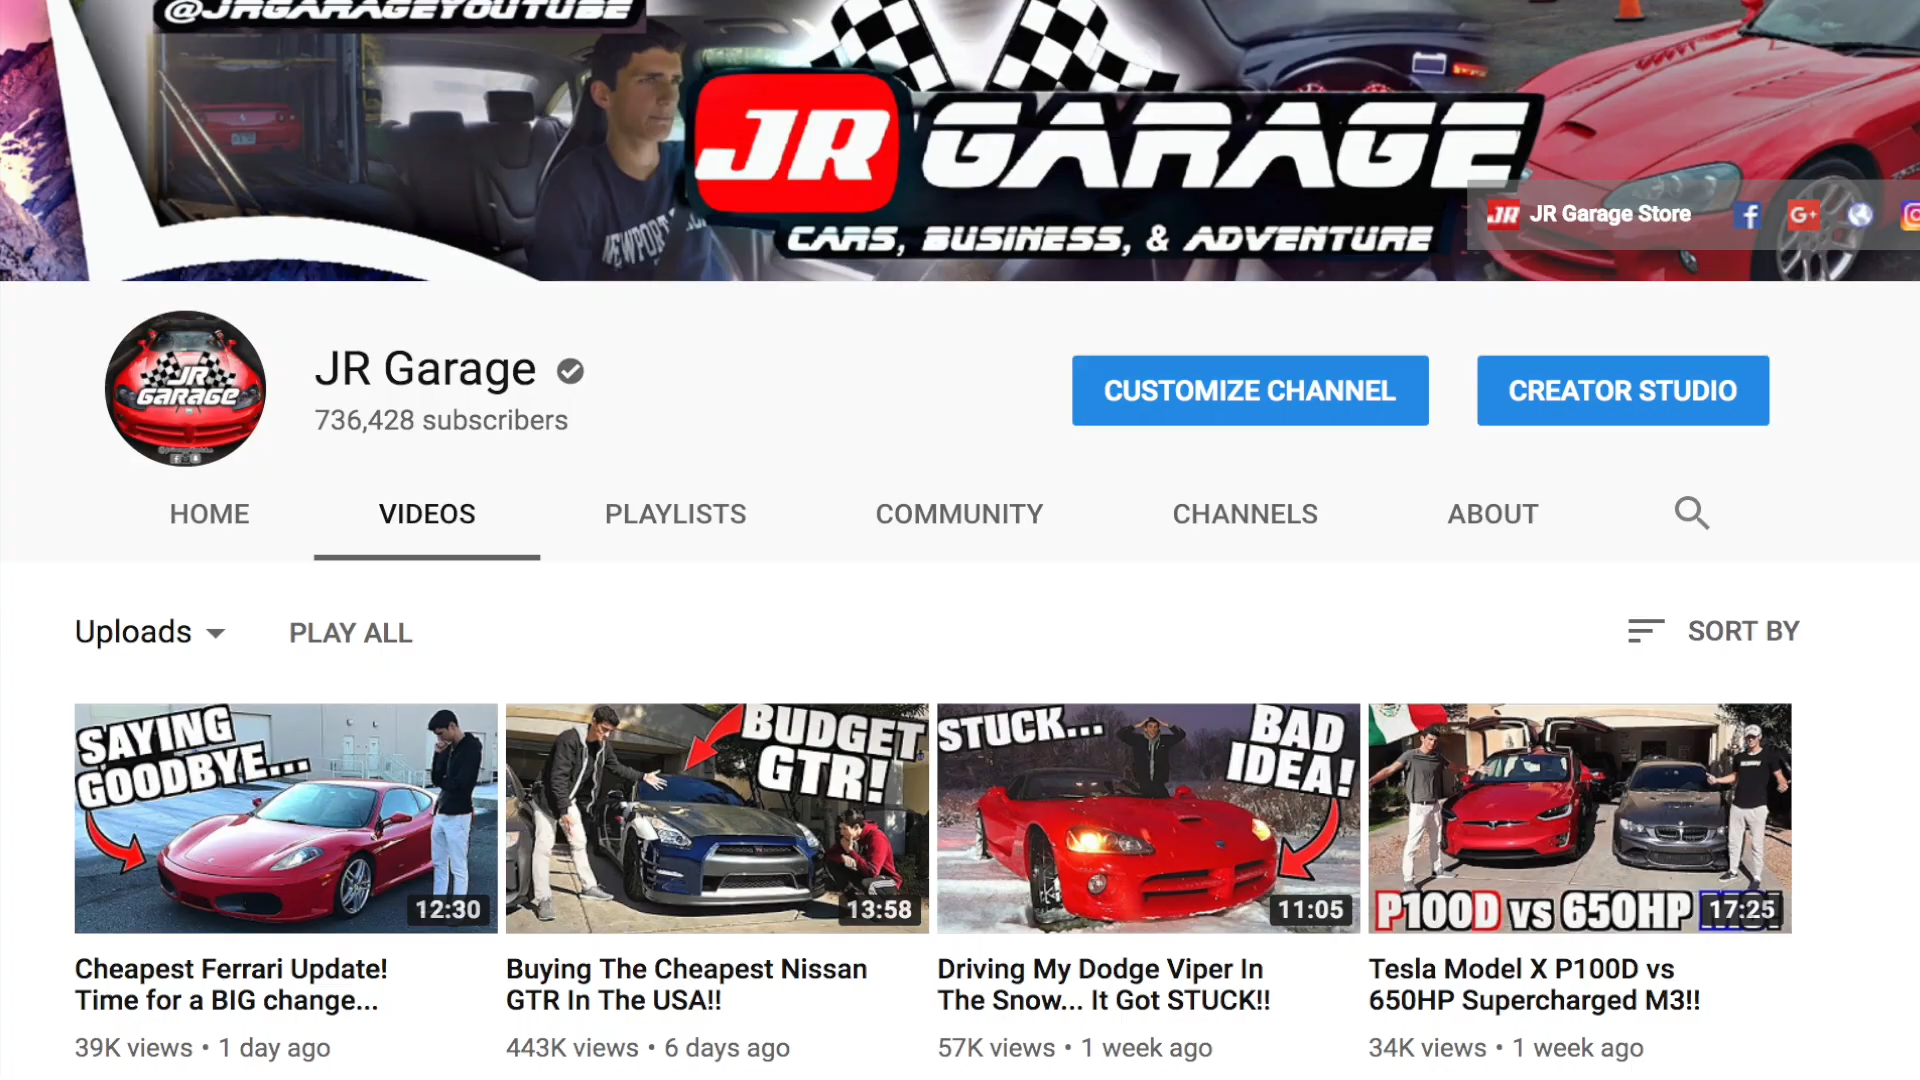 @JRGARAGEYOUTUBE
JR GARAGE
CARS, BUSINESS, & ADVENTURE
JR JR Garage Store
JR
GARAGE
JR Garage
736,428 subscribers
CUSTOMIZE CHANNEL
CREATOR STUDIO
HOME
VIDEOS
PLAYLISTS
COMMUNITY
CHANNELS
ABOUT
Uploads
PLAY ALL
SORT BY
SAYING
GOODBYE...
12:30
BUDGET
GTR!
13:58
STUCK...
BAD
IDEA!
11:05
P100D vs 650HP
17:25
Cheapest Ferrari Update!
Time for a BIG change...
39K views • 1 day ago
Buying The Cheapest Nissan
GTR In The USA!!
443K views • 6 days ago
Driving My Dodge Viper In
The Snow... It Got STUCK!!
57K views • 1 week ago
Tesla Model X P100D vs
650HP Supercharged M3!!
34K views • 1 week ago